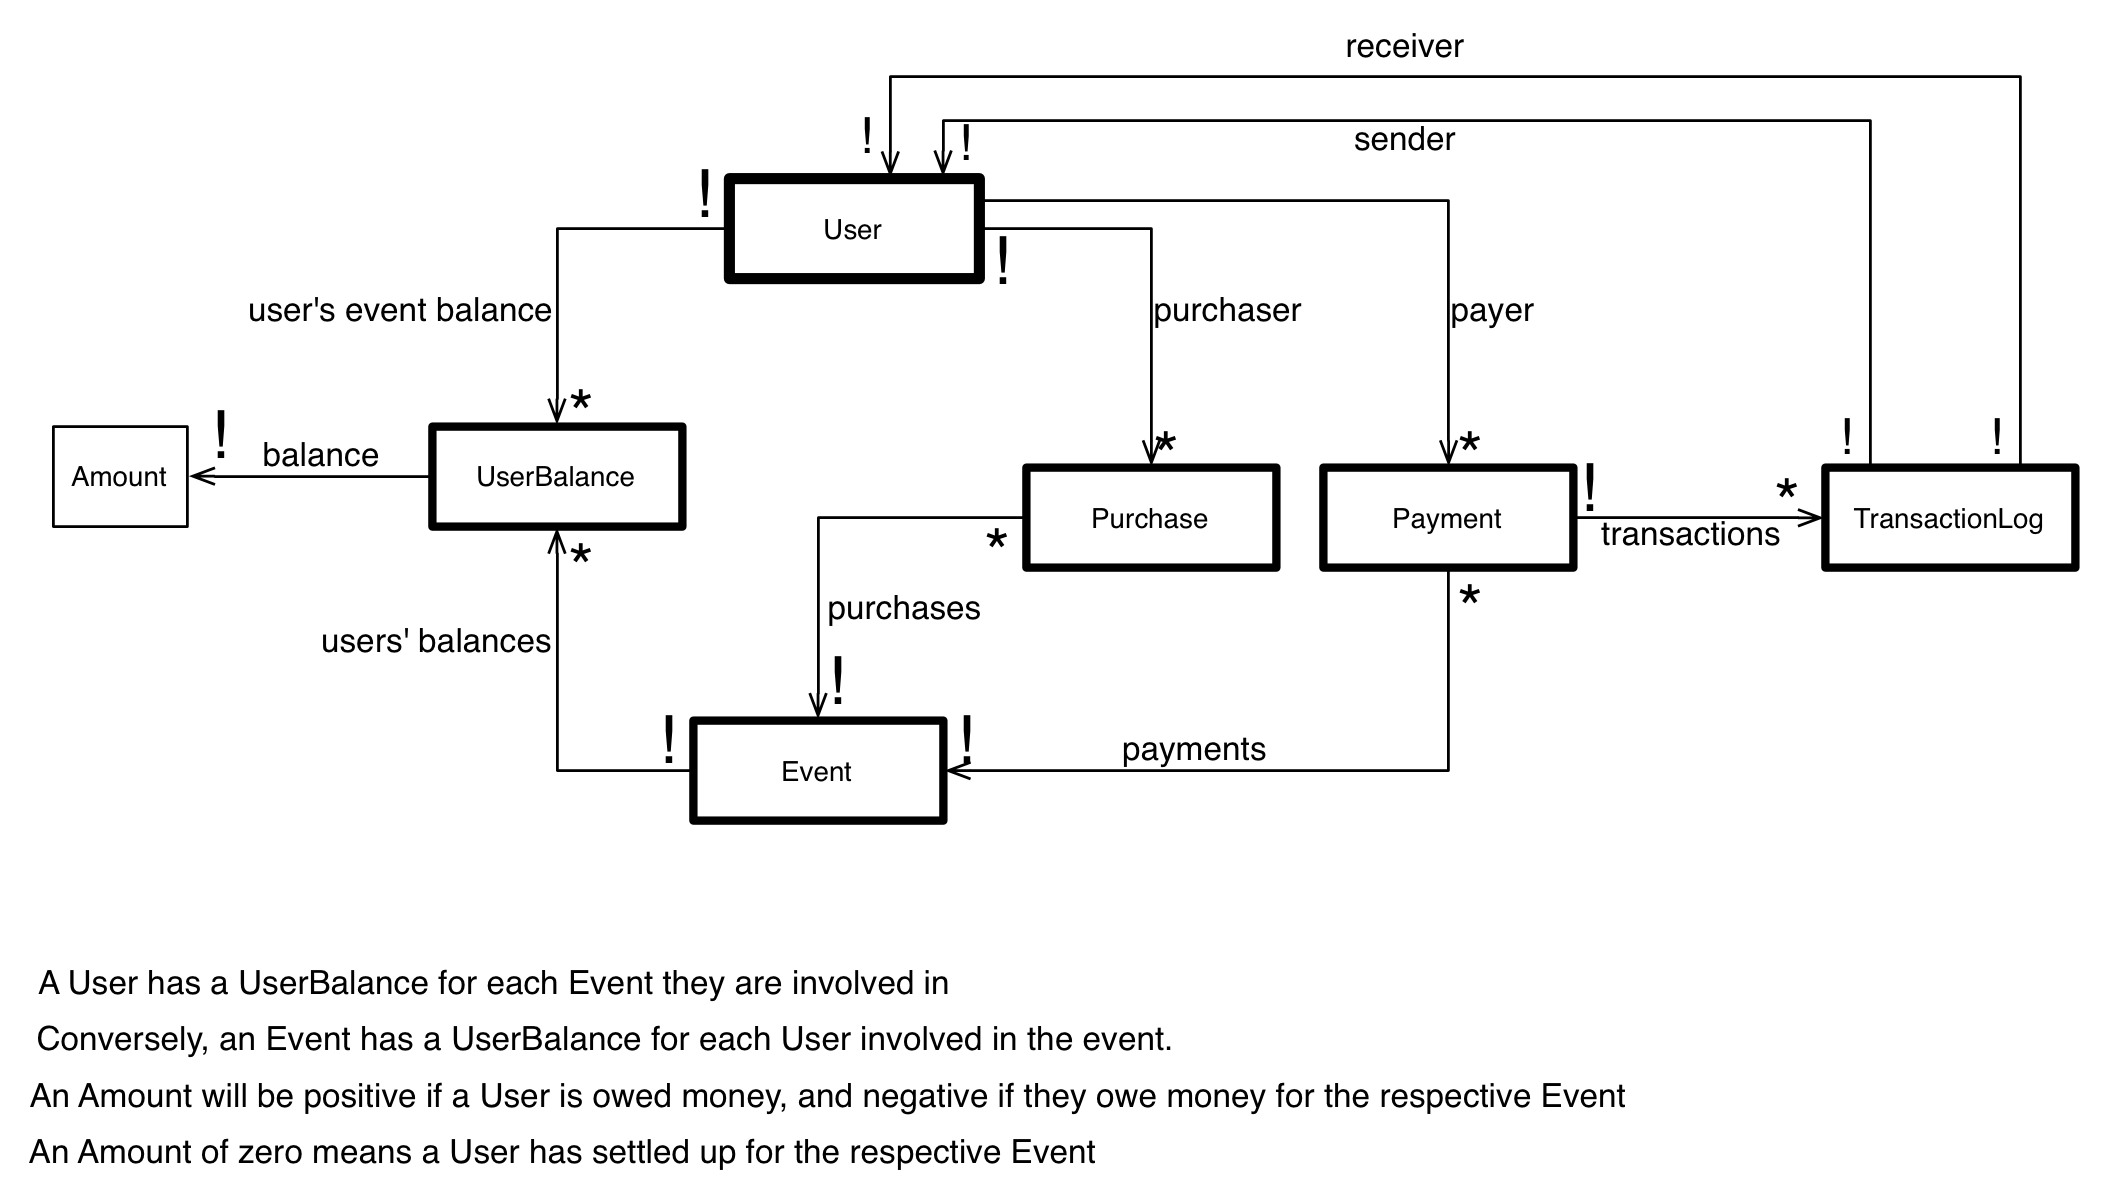 receiver
! ! sender
!
User
!
user's event balance purchaser payer
* * *
! balance ! !
Amount UserBalance Purchase Payment ! * TransactionLog
transactions
* * *
purchases
users' balances
!
! ! payments
Event
A User has a UserBalance for each Event they are involved in
Conversely, an Event has a UserBalance for each User involved in the event.
An Amount will be positive if a User is owed money, and negative if they owe money for the respective Event
An Amount of zero means a User has settled up for the respective Event